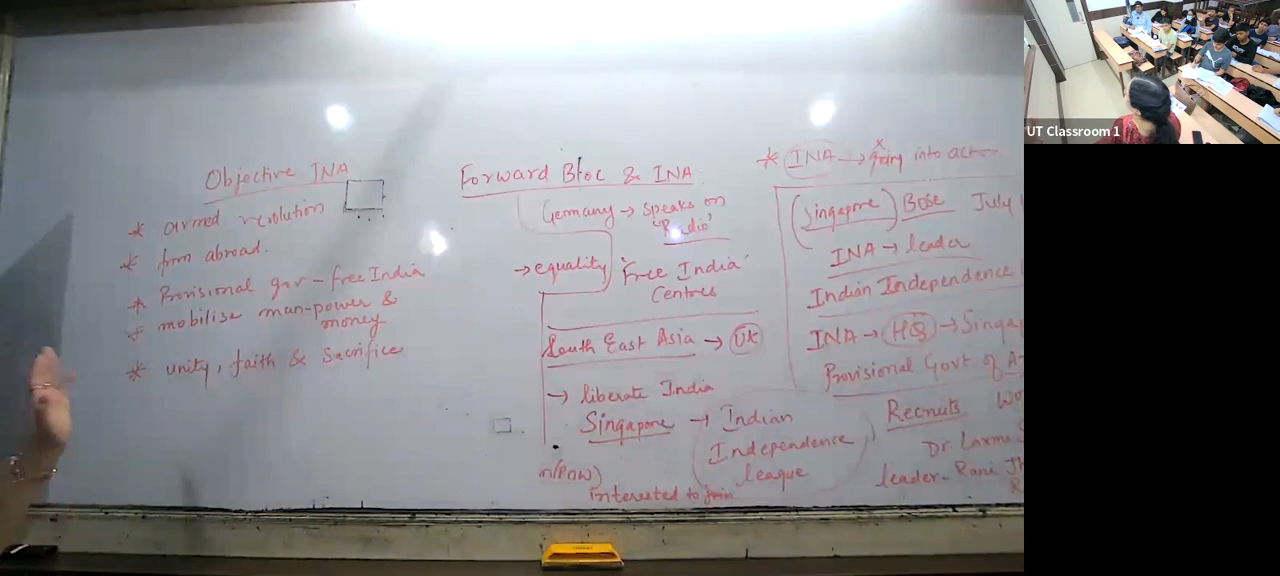 Objective INA
* armed revolution
* from abroad.
* Provisional gov - free India
* mobilise man-power &
money
* unity, faith & Sacrifice
Forward Bloc & INA
Germany → speaks on
'Radio'
→ equality
'Free India'
Centres
South East Asia → UK
→ liberate India
Singapore → Indian
Independence
league
interested to join
* INA → going into action
x
(Singapore) Bose July
INA → leader
Indian Independence
INA → HQ → Singap
Provisional Govt of A
Recruits Wo
Dr Laxmi S
leader - Rani Jh
R
UT Classroom 1